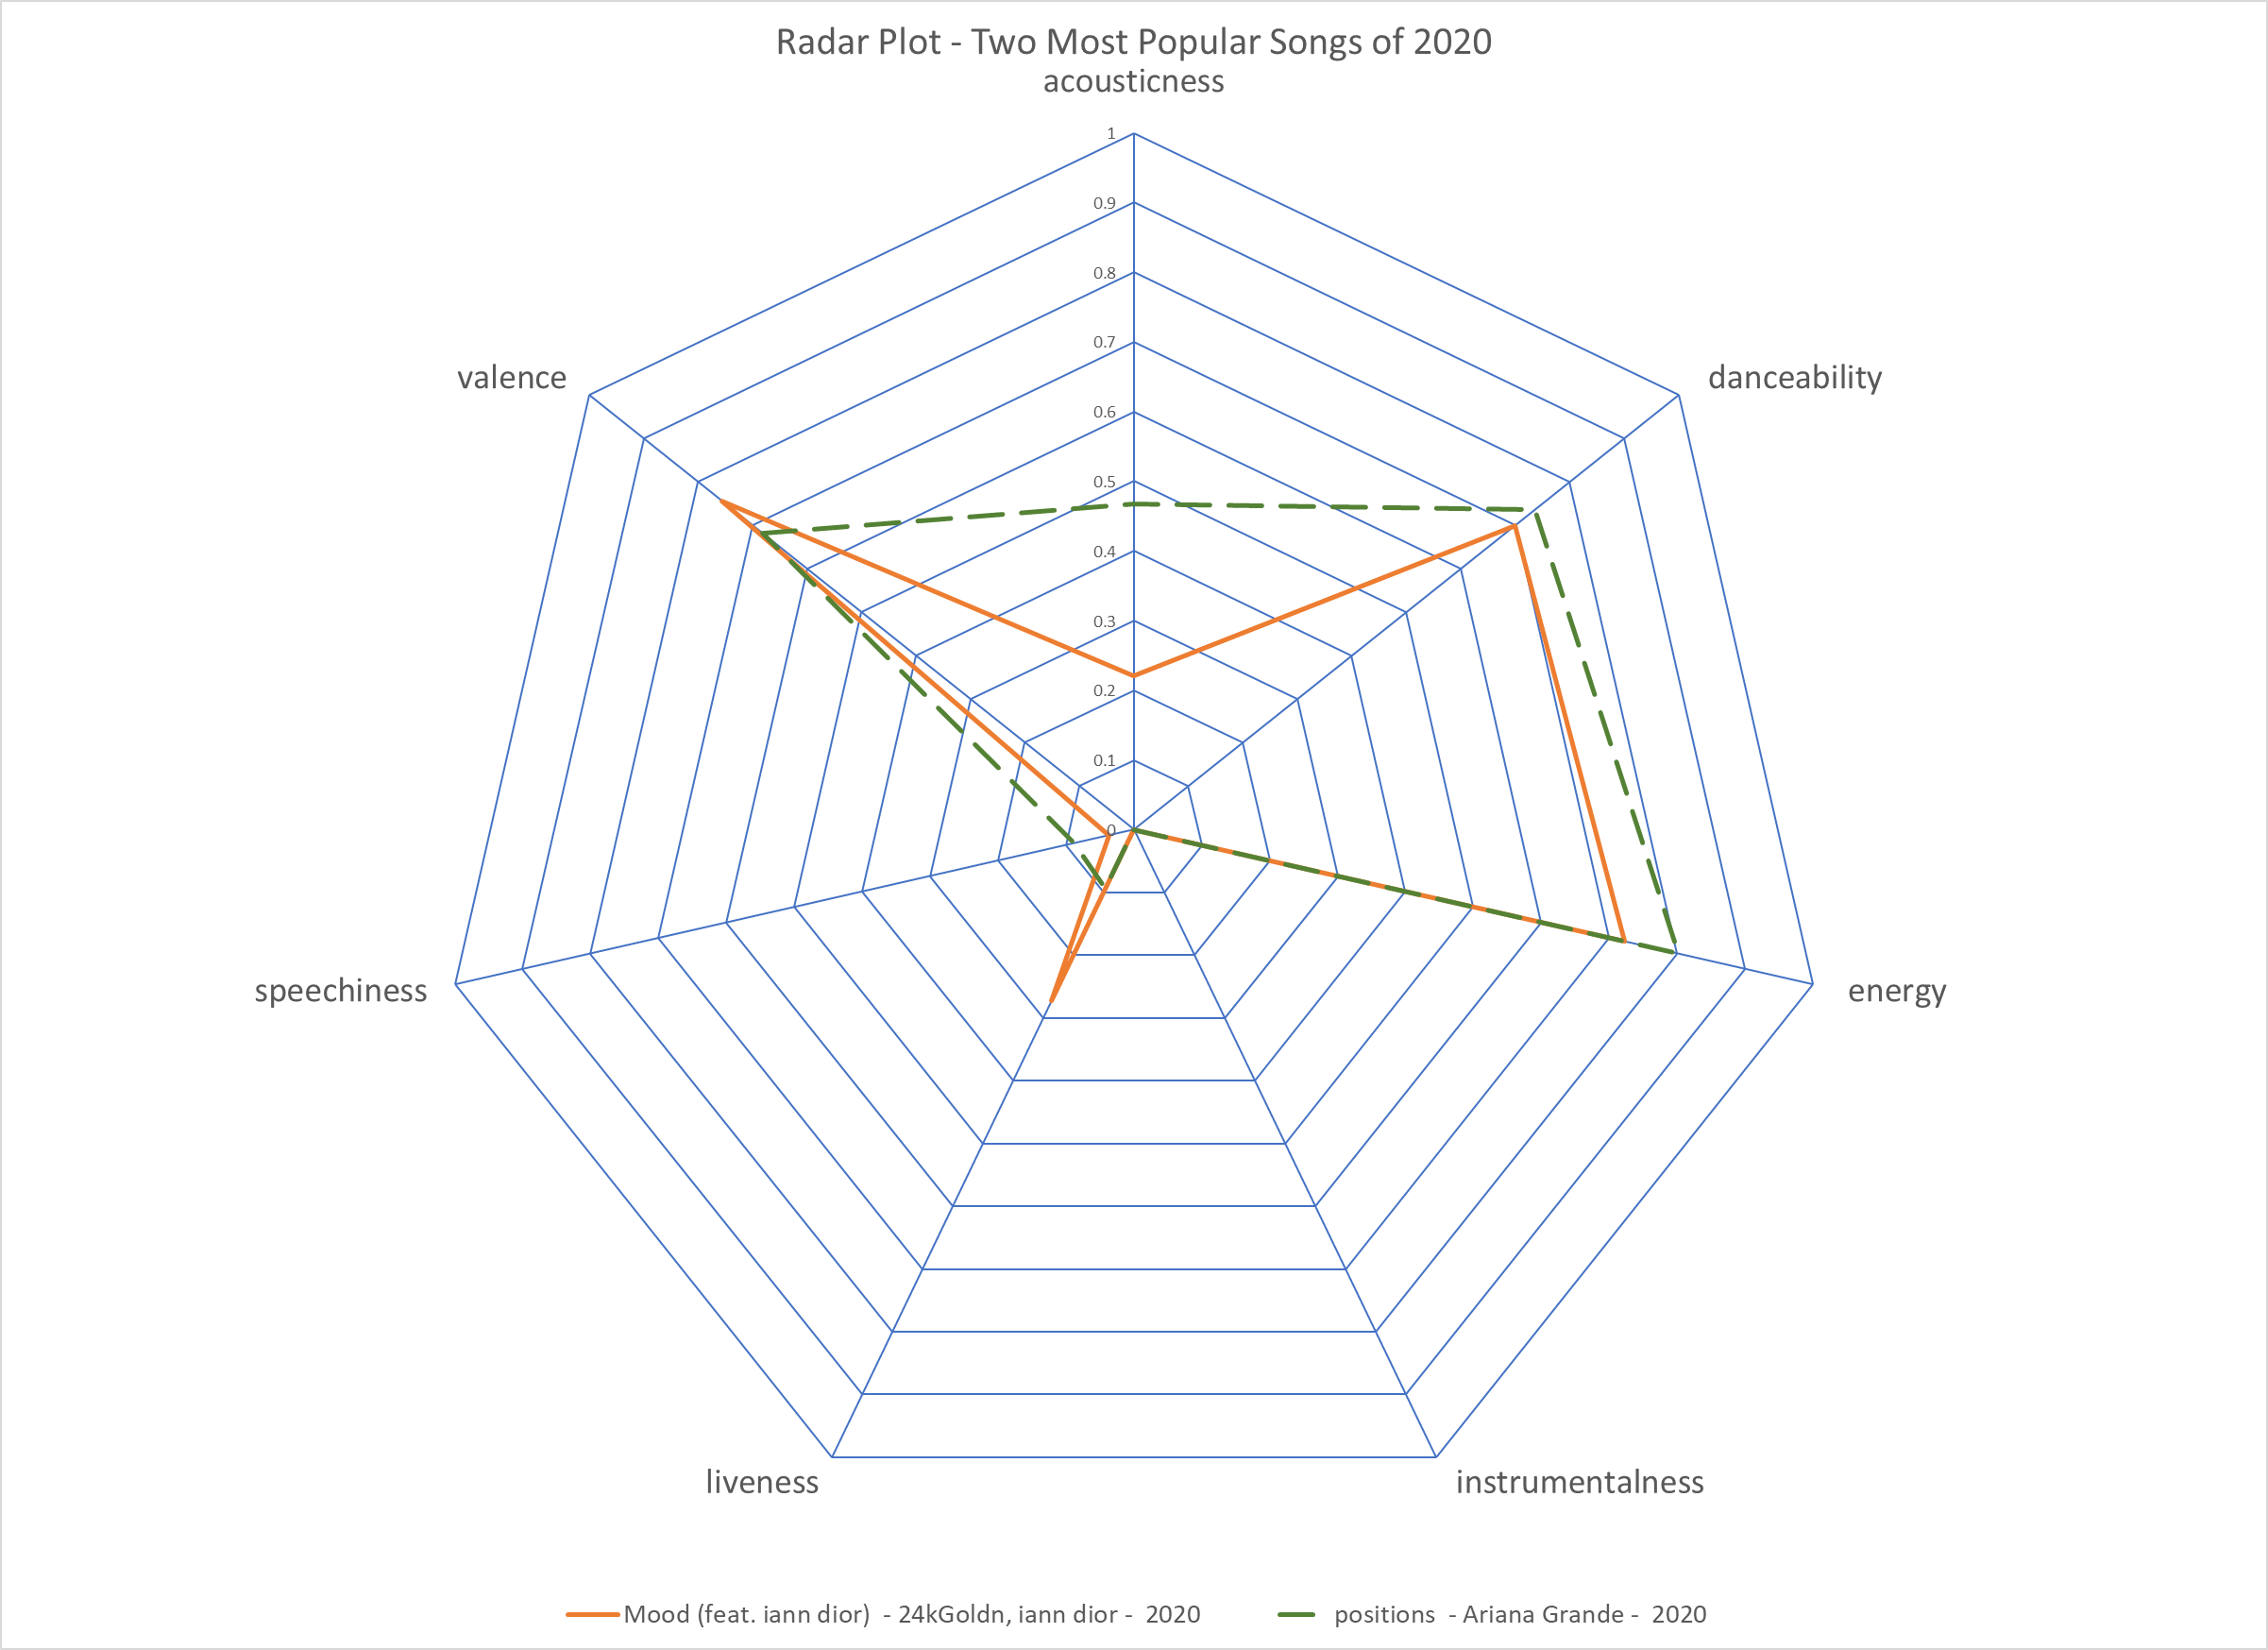 Radar Plot - Two Most Popular Songs of 2020
acousticness
1
0.9
0.8
0.7
0.6
0.5
0.4
0.3
0.2
0.1
0
valence
danceability
speechiness
energy
liveness
instrumentalness
Mood (feat. iann dior)  - 24kGoldn, iann dior -  2020
positions  - Ariana Grande -  2020